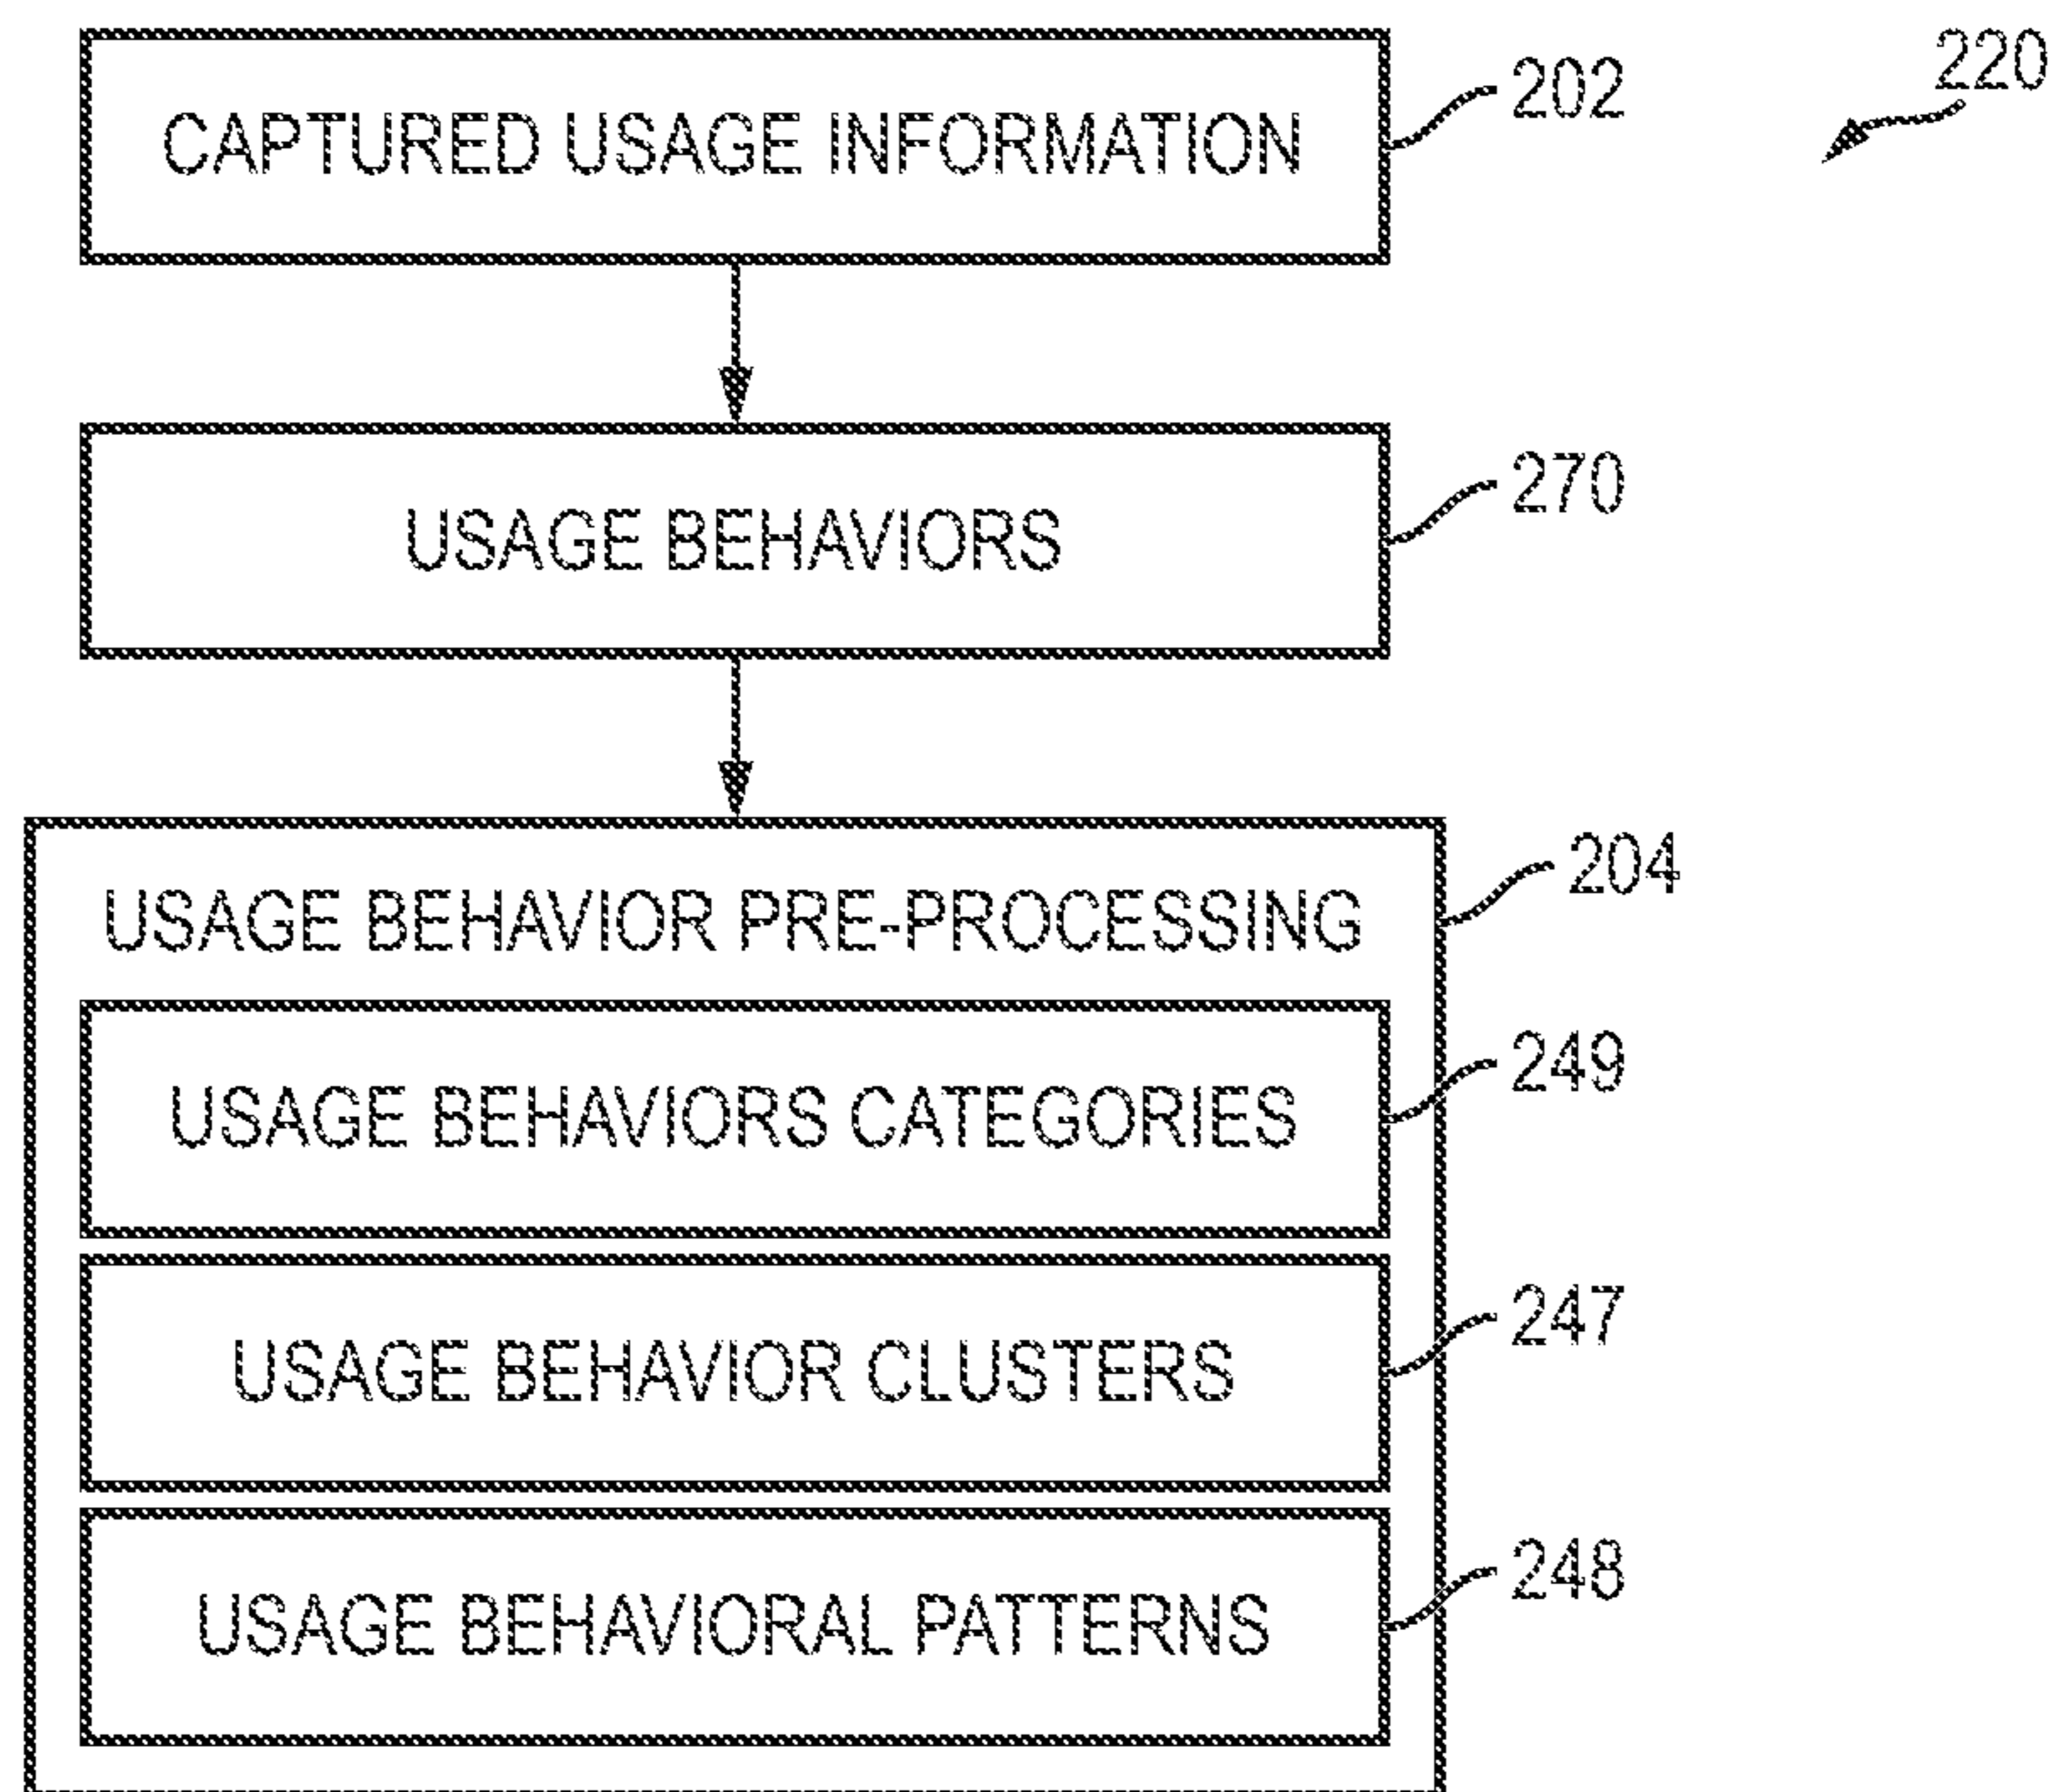 220
CAPTURED USAGE INFORMATION
202
USAGE BEHAVIORS
270
USAGE BEHAVIOR PRE-PROCESSING
204
USAGE BEHAVIORS CATEGORIES
249
USAGE BEHAVIOR CLUSTERS
247
USAGE BEHAVIORAL PATTERNS
248